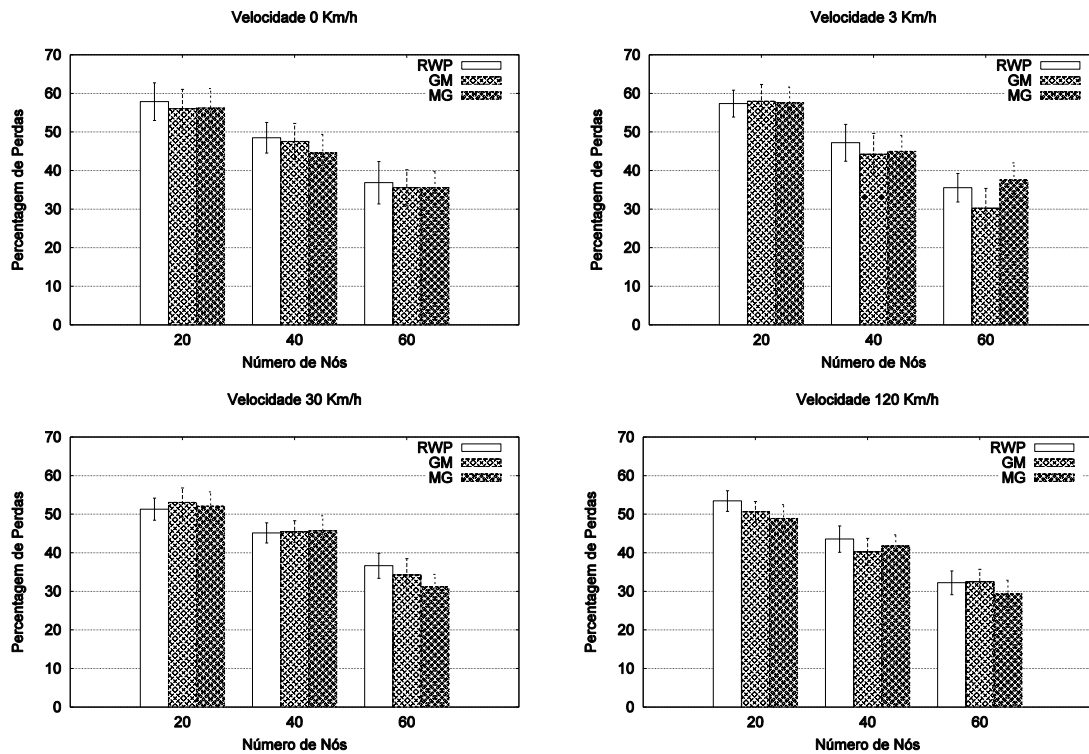 Velocidade 0 Km/h
Percentagem de Perdas
70
60
50
40
30
20
10
0
RWP
GM
MG
20 40 60
Número de Nós
Velocidade 3 Km/h
Percentagem de Perdas
70
60
50
40
30
20
10
0
RWP
GM
MG
20 40 60
Número de Nós
Velocidade 30 Km/h
Percentagem de Perdas
70
60
50
40
30
20
10
0
RWP
GM
MG
20 40 60
Número de Nós
Velocidade 120 Km/h
Percentagem de Perdas
70
60
50
40
30
20
10
0
RWP
GM
MG
20 40 60
Número de Nós